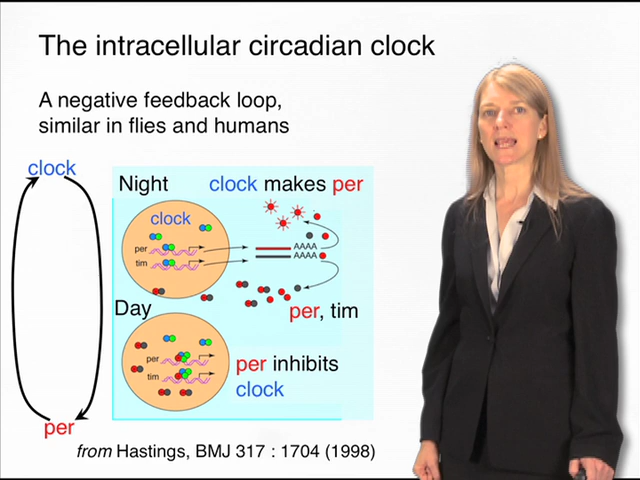 The intracellular circadian clock
A negative feedback loop,
similar in flies and humans
clock
Night
clock makes per
clock
per
tim
AAAA
AAAA
per, tim
Day
per
tim
per inhibits
clock
per
from Hastings, BMJ 317 : 1704 (1998)